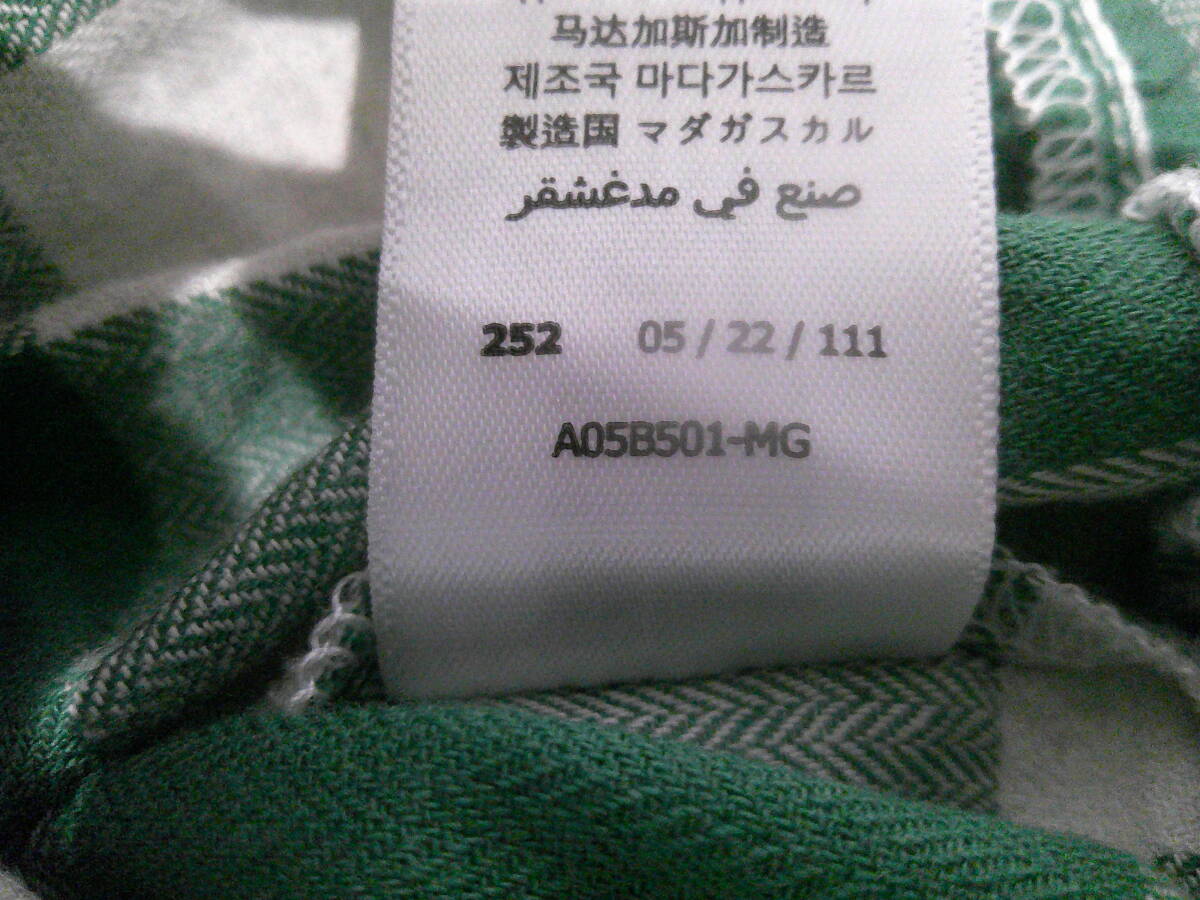 马达加斯加制造
제조국 마다가스카르
製造国 マダガスカル
صنع في مدغشقر
252 05 / 22 / 111
A05B501-MG